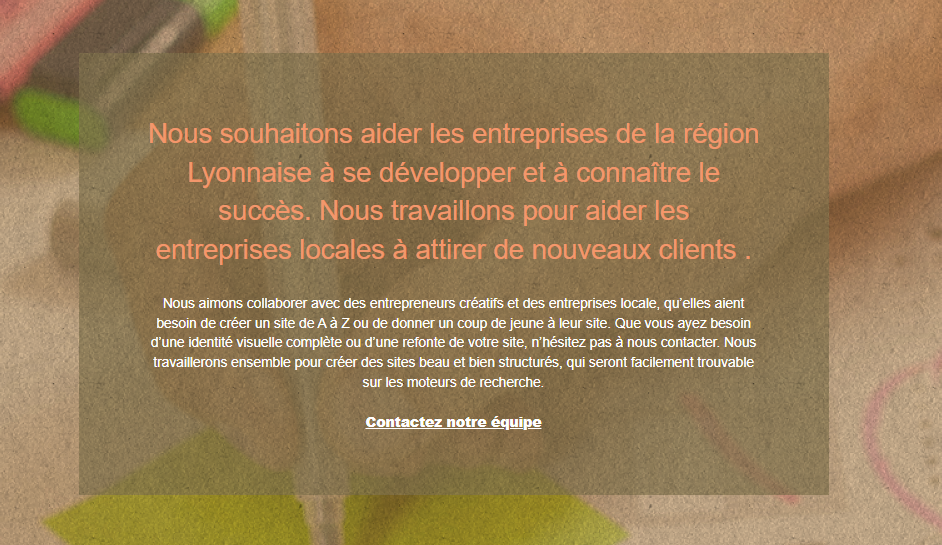 Nous souhaitons aider les entreprises de la région
Lyonnaise à se développer et à connaître le
succès. Nous travaillons pour aider les
entreprises locales à attirer de nouveaux clients .
Nous aimons collaborer avec des entrepreneurs créatifs et des entreprises locale, qu’elles aient
besoin de créer un site de A à Z ou de donner un coup de jeune à leur site. Que vous ayez besoin
d’une identité visuelle complète ou d’une refonte de votre site, n’hésitez pas à nous contacter. Nous
travaillerons ensemble pour créer des sites beau et bien structurés, qui seront facilement trouvable
sur les moteurs de recherche.
Contactez notre équipe